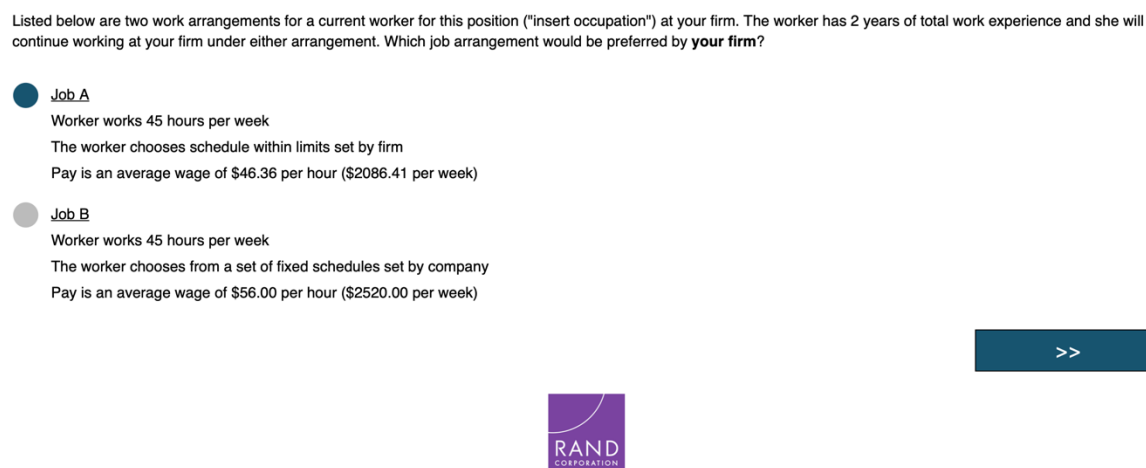 Listed below are two work arrangements for a current worker for this position ("insert occupation") at your firm. The worker has 2 years of total work experience and she will
continue working at your firm under either arrangement. Which job arrangement would be preferred by your firm?
Job A
Worker works 45 hours per week
The worker chooses schedule within limits set by firm
Pay is an average wage of $46.36 per hour ($2086.41 per week)
Job B
Worker works 45 hours per week
The worker chooses from a set of fixed schedules set by company
Pay is an average wage of $56.00 per hour ($2520.00 per week)
>>
RAND
CORPORATION